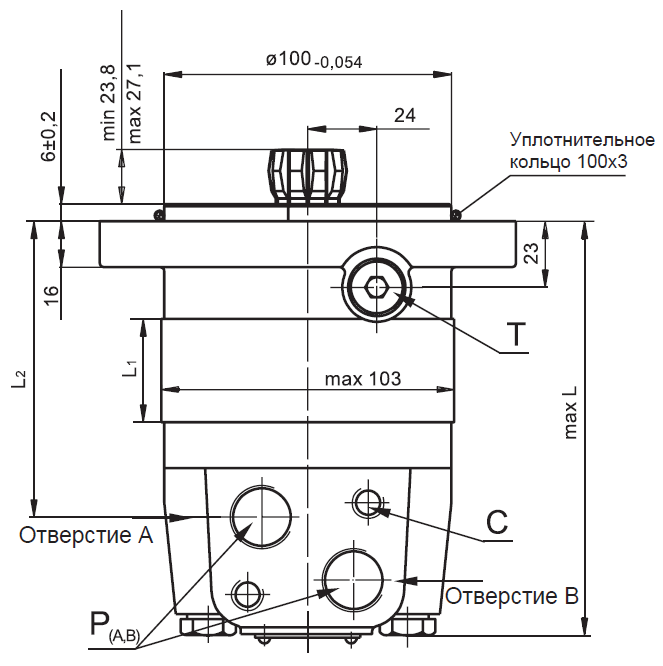 ø100 -0,054
min 23,8
max 27,1
6±0,2
24
Уплотнительное
кольцо 100x3
23
16
T
L1
L2
max 103
max L
C
Отверстие A
Отверстие B
P(A,B)